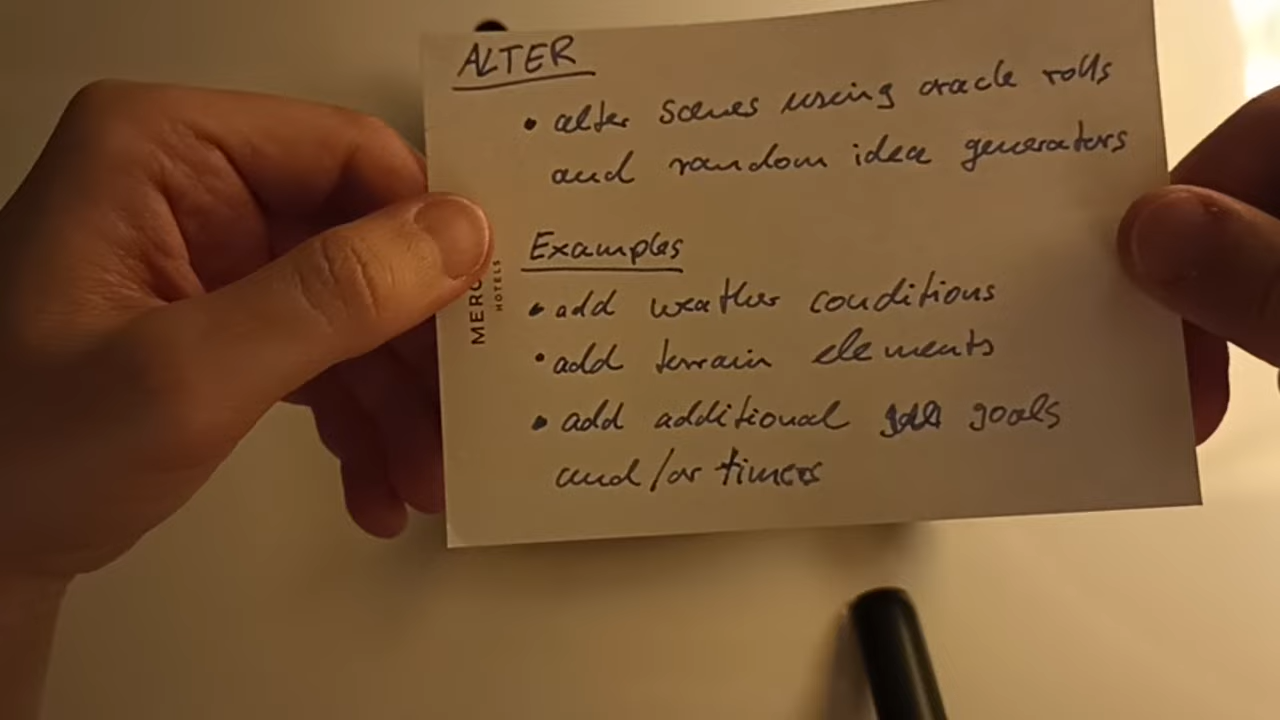 ALTER
• alter scenes using oracle rolls
and random idea generators
Examples
• add weather conditions
• add terrain elements
• add additional goals
and/or timers
HOTELS